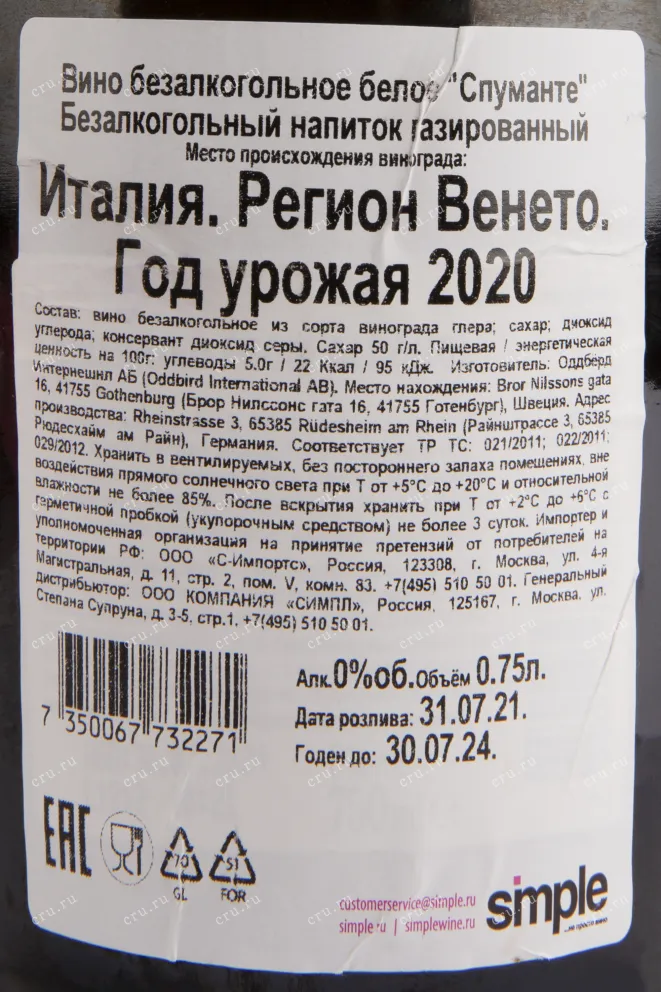 Вино безалкогольное белое "Спуманте"
Безалкогольный напиток газированный
Место происхождения винограда:
Италия. Регион Венето.
Год урожая 2020
Состав: вино безалкогольное из сорта винограда глера; сахар; диоксид
углерода; консервант диоксид серы. Сахар 50 г/л. Пищевая / энергетическая
ценность на 100г: углеводы 5.0г / 22 Ккал / 95 кДж. Изготовитель: Оддбёрд
Интернешнл АБ (Oddbird International AB). Место нахождения: Bror Nilssons gata
16, 41755 Gothenburg (Брор Нилссонс гата 16, 41755 Готенбург), Швеция. Адрес
производства: Rheinstrasse 3, 65385 Rüdesheim am Rhein (Райнштрассе 3, 65385
Рюдесхайм ам Райн), Германия. Соответствует ТР ТС: 021/2011; 022/2011;
029/2012. Хранить в вентилируемых, без постороннего запаха помещениях, вне
воздействия прямого солнечного света при Т от +5°С до +20°С и относительной
влажности не более 85%. После вскрытия хранить при Т от +2°С до +6°С с
герметичной пробкой (укупорочным средством) не более 3 суток. Импортер и
уполномоченная организация на принятие претензий от потребителей на
территории РФ: ООО «С-Импортс», Россия, 123308, г. Москва, ул. 4-я
Магистральная, д. 11, стр. 2, пом. V, комн. 83. +7(495) 510 50 01. Генеральный
дистрибьютор: ООО КОМПАНИЯ «СИМПЛ», Россия, 125167, г. Москва, ул.
Степана Супруна, д. 3-5, стр.1, +7(495) 510 50 01.
Алк.0%об.Объём 0.75л.
Дата розлива: 31.07.21.
Годен до: 30.07.24.
7 350067 732271
EAC
70 51
GL FOR
customerservice@simple.ru
simple.ru | simplewine.ru
simple
...не просто вино
cru.ru